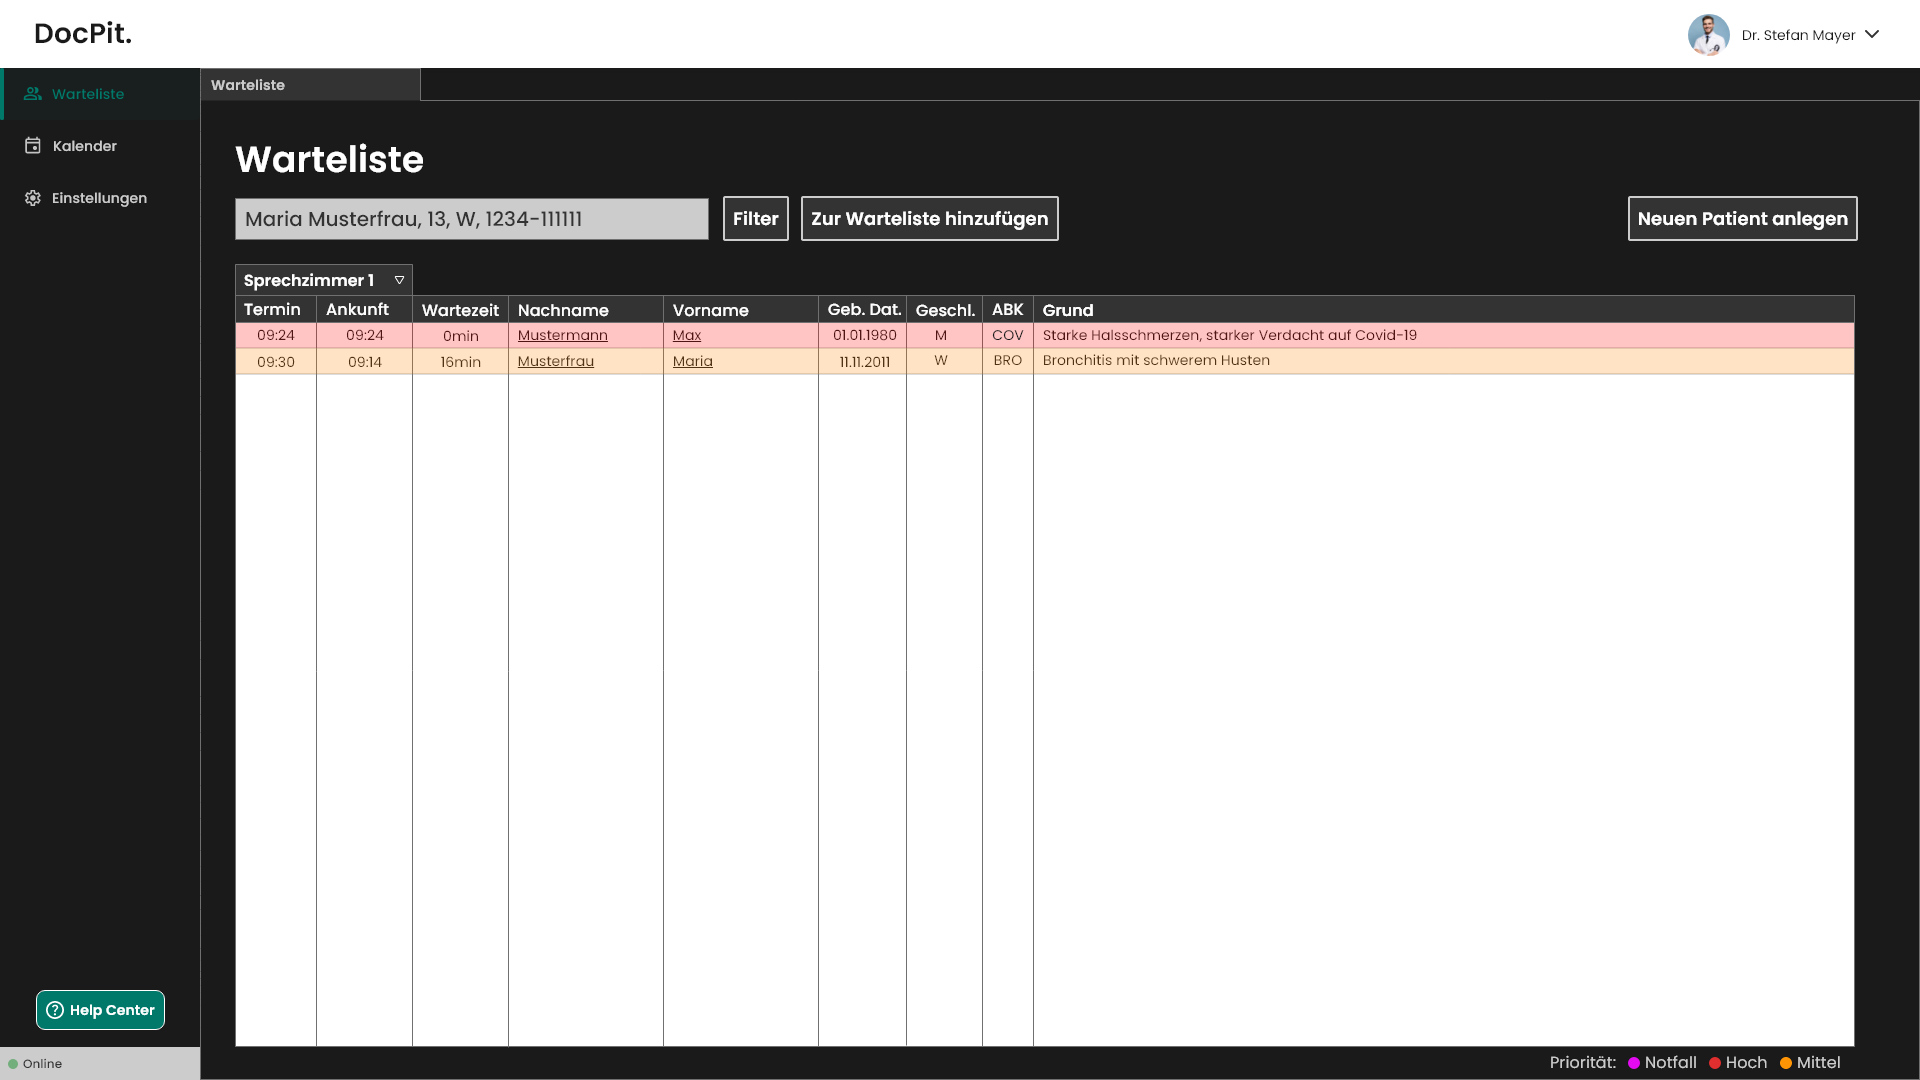 DocPit.
Dr. Stefan Mayer
Warteliste
Kalender
Einstellungen
Warteliste
Warteliste
Maria Musterfrau, 13, W, 1234-111111
Filter
Zur Warteliste hinzufügen
Neuen Patient anlegen
Sprechzimmer 1
Termin Ankunft Wartezeit Nachname Vorname Geb. Dat. Geschl. ABK Grund
09:24 09:24 0min Mustermann Max 01.01.1980 M COV Starke Halsschmerzen, starker Verdacht auf Covid-19
09:30 09:14 16min Musterfrau Maria 11.11.2011 W BRO Bronchitis mit schwerem Husten
Help Center
Online
Priorität: Notfall Hoch Mittel